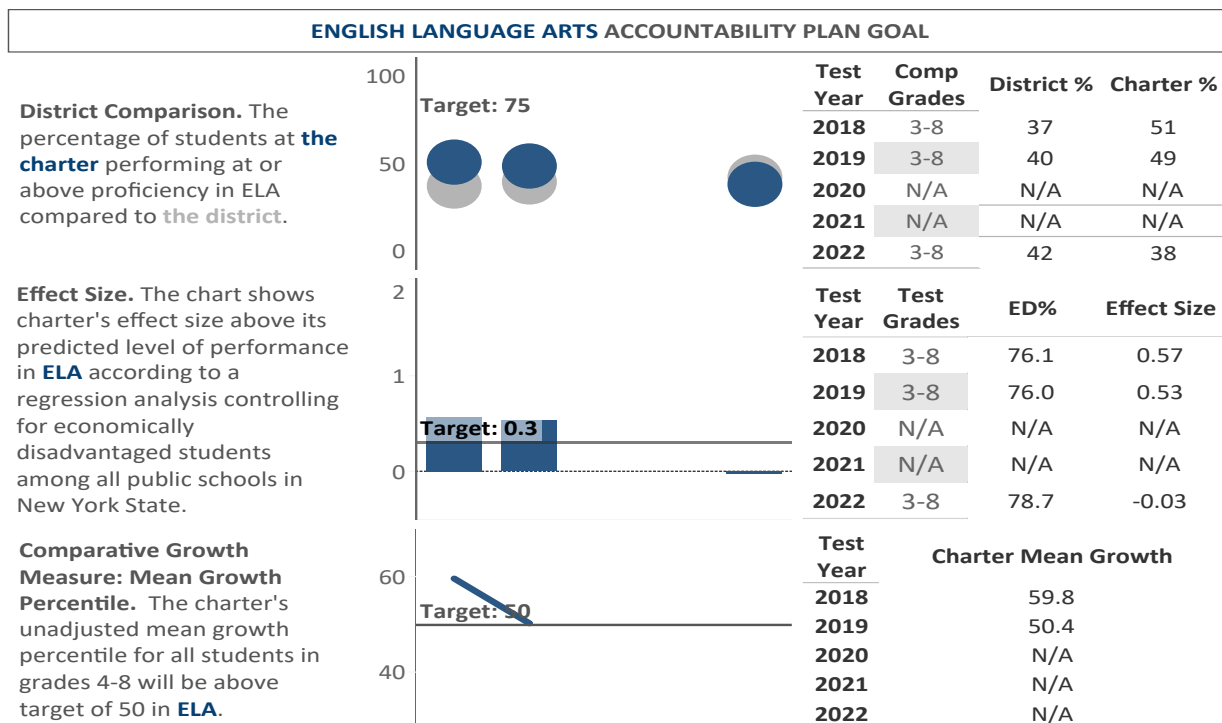 ENGLISH LANGUAGE ARTS ACCOUNTABILITY PLAN GOAL
District Comparison. The
percentage of students at the
charter performing at or
above proficiency in ELA
compared to the district.
100
Target: 75
50
0
Test Year Comp Grades District % Charter %
2018 3-8 37 51
2019 3-8 40 49
2020 N/A N/A N/A
2021 N/A N/A N/A
2022 3-8 42 38
Effect Size. The chart shows
charter's effect size above its
predicted level of performance
in ELA according to a
regression analysis controlling
for economically
disadvantaged students
among all public schools in
New York State.
2
1
Target: 0.3
0
Test Year Test Grades ED% Effect Size
2018 3-8 76.1 0.57
2019 3-8 76.0 0.53
2020 N/A N/A N/A
2021 N/A N/A N/A
2022 3-8 78.7 -0.03
Comparative Growth
Measure: Mean Growth
Percentile. The charter's
unadjusted mean growth
percentile for all students in
grades 4-8 will be above
target of 50 in ELA.
60
Target: 50
40
Test Year Charter Mean Growth
2018 59.8
2019 50.4
2020 N/A
2021 N/A
2022 N/A